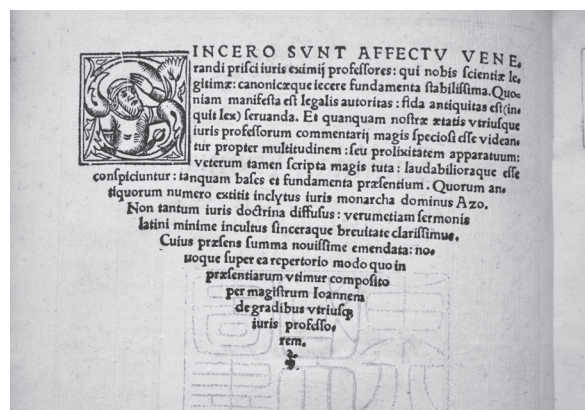 SINCERO SVNT AFFECTV VENE,
randi prisci iuris eximij professores: qui nobis scientiæ le,
gitimæ: canonicæque iecere fundamenta stabilissima. Quo=
niam manifesta est legalis autoritas: fida antiquitas est (in
quit lex) seruanda. Et quanquam nostræ ætatis vtriusque
iuris professorum commentarij magis speciosi esse videan,
tur propter multitudinem: seu prolixitatem apparatuum:
veterum tamen scripta magis tuta: laudabilioraque esse
conspiciuntur: tanquam bases et fundamenta præsentium. Quorum an,
tiquorum numero extitit inclytus iuris monarcha dominus Azo.
Non tantum iuris doctrina diffusus: verumetiam sermonis
latini minime incultus sinceraque breuitate clarissimus.
Cuius præsens summa nouissime emendata: no,
uoque super ea repertorio modo quo in
præsentiarum vtimur composito
per magistrum Ioannem
de gradibus vtriusq;
iuris professo,
rem.